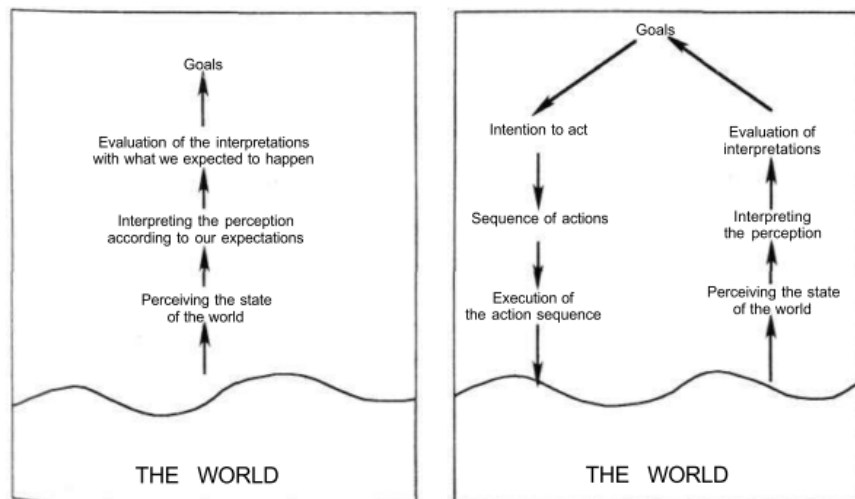 Goals
Evaluation of the interpretations
with what we expected to happen
Interpreting the perception
according to our expectations
Perceiving the state
of the world
THE WORLD
Goals
Intention to act
Sequence of actions
Execution of
the action sequence
Evaluation of
interpretations
Interpreting
the perception
Perceiving the state
of the world
THE WORLD